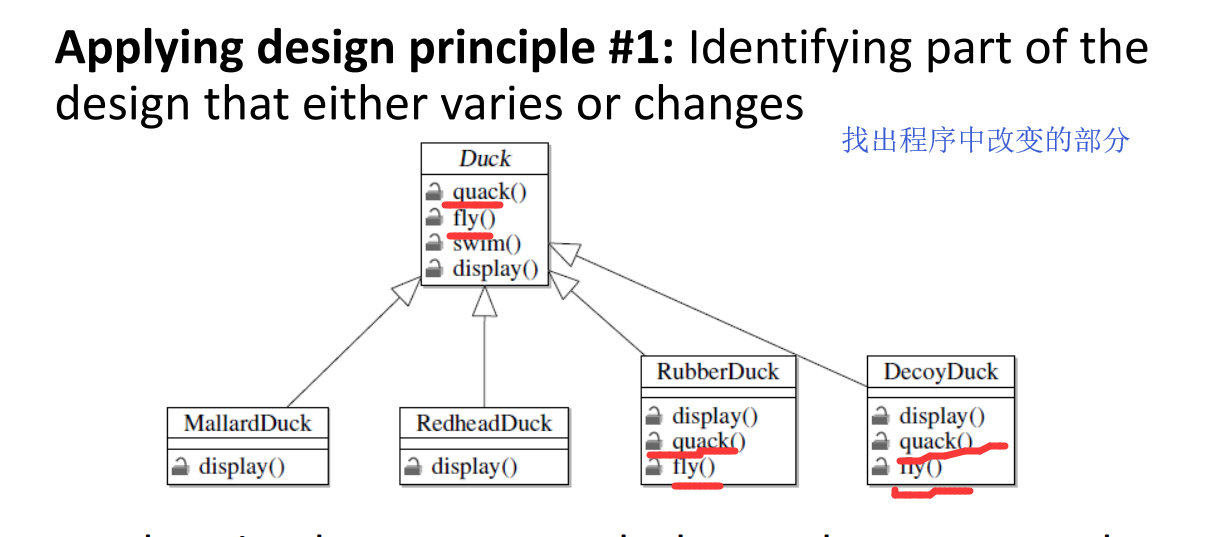 Applying design principle #1: Identifying part of the
design that either varies or changes
找出程序中改变的部分
Duck
quack()
fly()
swim()
display()
MallardDuck
display()
RedheadDuck
display()
RubberDuck
display()
quack()
fly()
DecoyDuck
display()
quack()
fly()